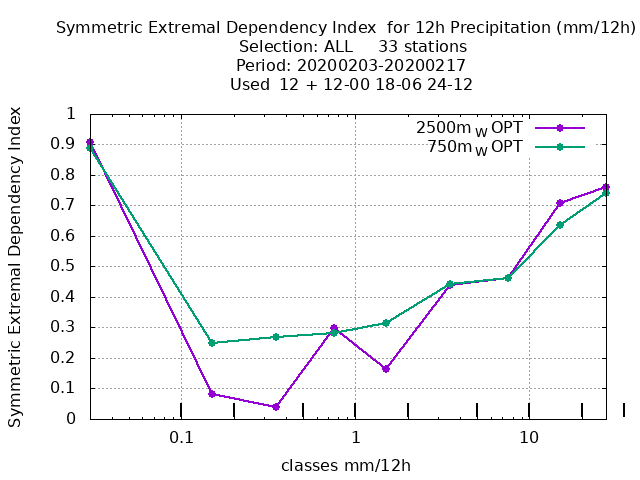 Symmetric Extremal Dependency Index  for 12h Precipitation (mm/12h)
Selection: ALL     33 stations
Period: 20200203-20200217
Used  12 + 12-00 18-06 24-12
2500m W OPT
750m W OPT
Symmetric Extremal Dependency Index
1
0.9
0.8
0.7
0.6
0.5
0.4
0.3
0.2
0.1
0
0.1
1
10
classes mm/12h